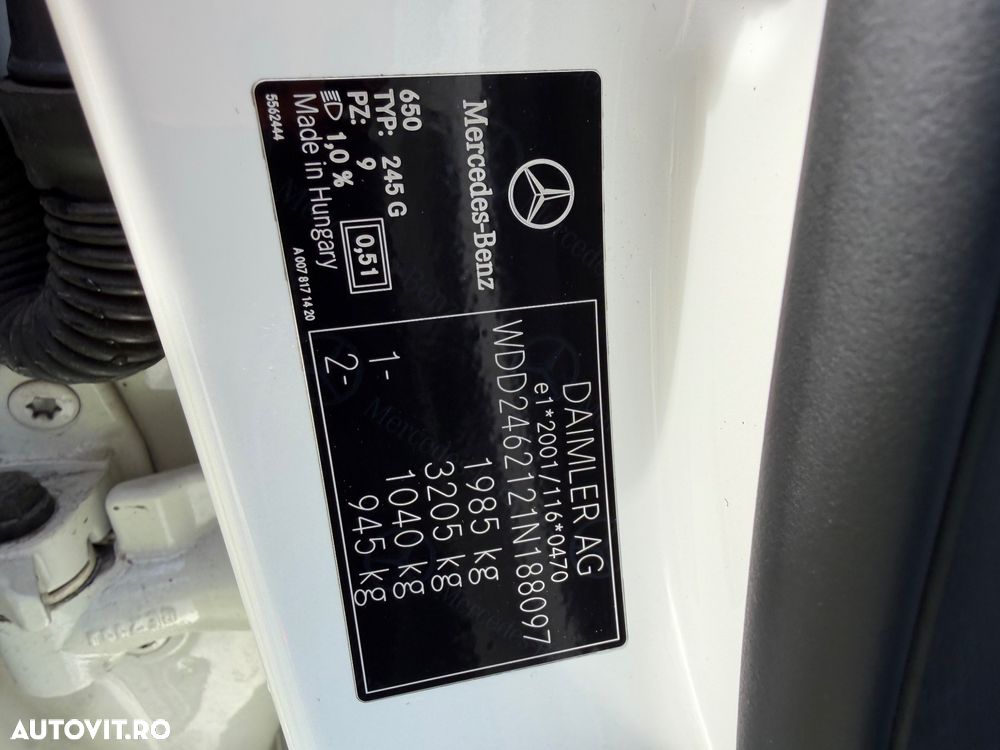 Mercedes-Benz
650
TYP: 245 G
PZ: 9
1,0 %
0,51
Made in Hungary
5562444
A 007 817 14 20
DAIMLER AG
e1*2001/116*0470
WDD2462121N188097
1985 kg
3205 kg
1- 1040 kg
2- 945 kg
AUTOVIT.RO